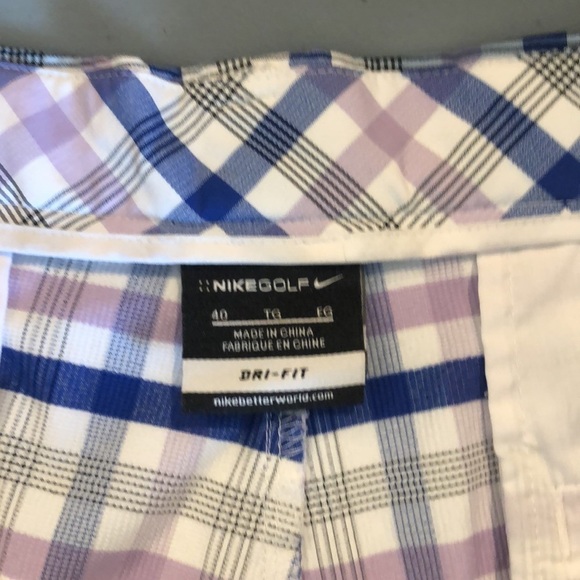 NIKEGOLF
40 TG EG
MADE IN CHINA
FABRIQUE EN CHINE
DRI-FIT
nikebetterworld.com